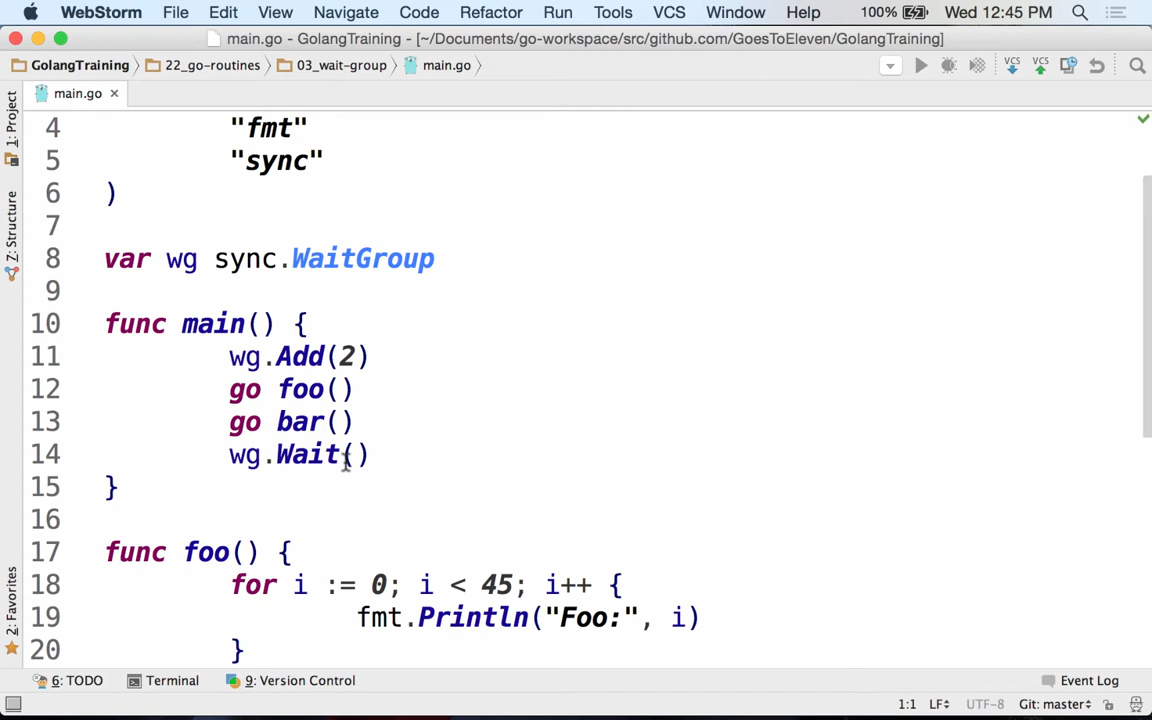 WebStorm File Edit View Navigate Code Refactor Run Tools VCS Window Help 100% Wed 12:45 PM
main.go - GolangTraining - [~/Documents/go-workspace/src/github.com/GoesToEleven/GolangTraining]
GolangTraining 22_go-routines 03_wait-group main.go VCS VCS
main.go
1: Project
Z: Structure
2: Favorites
4 "fmt"
5 "sync"
6 )
7
8 var wg sync.WaitGroup
9
10 func main() {
11 wg.Add(2)
12 go foo()
13 go bar()
14 wg.Wait()
15 }
16
17 func foo() {
18 for i := 0; i < 45; i++ {
19 fmt.Println("Foo:", i)
20 }
6: TODO Terminal 9: Version Control Event Log
1:1 LF UTF-8 Git: master